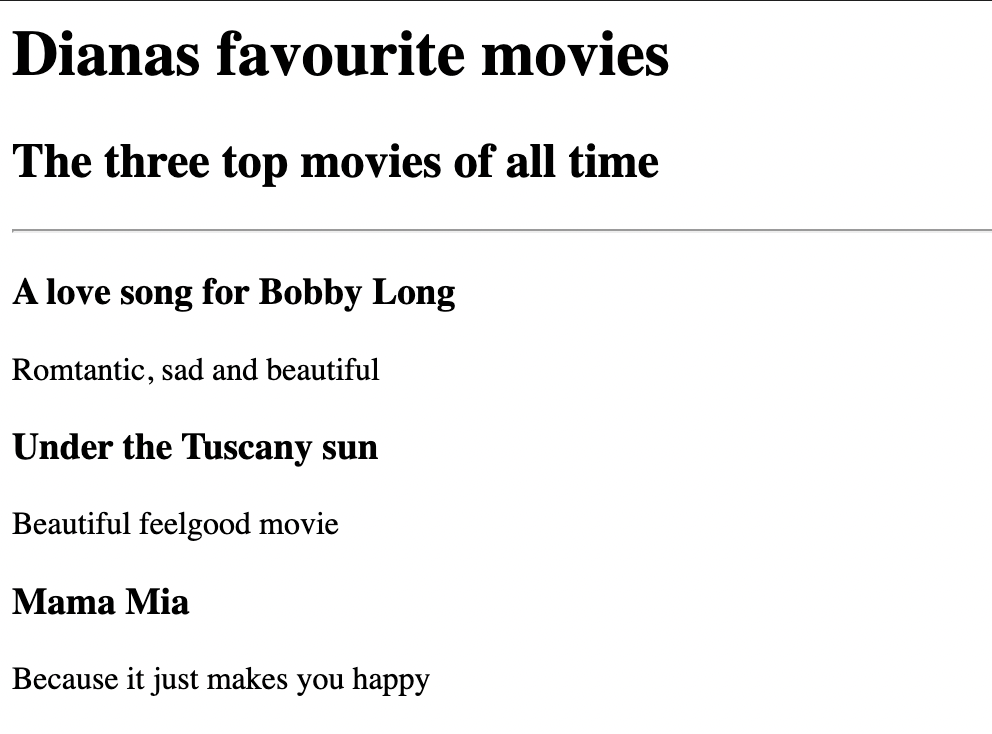 Dianas favourite movies
The three top movies of all time
A love song for Bobby Long
Romtantic, sad and beautiful
Under the Tuscany sun
Beautiful feelgood movie
Mama Mia
Because it just makes you happy